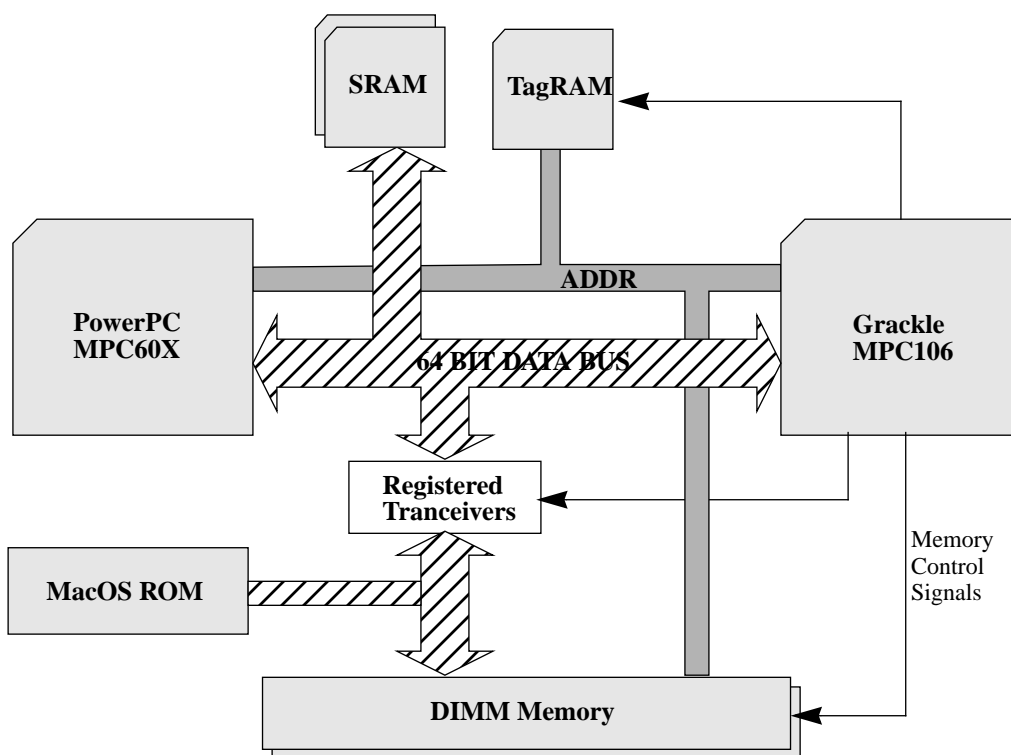 SRAM
TagRAM
ADDR
PowerPC
MPC60X
Grackle
MPC106
64 BIT DATA BUS
Registered
Tranceivers
Memory
Control
Signals
MacOS ROM
DIMM Memory